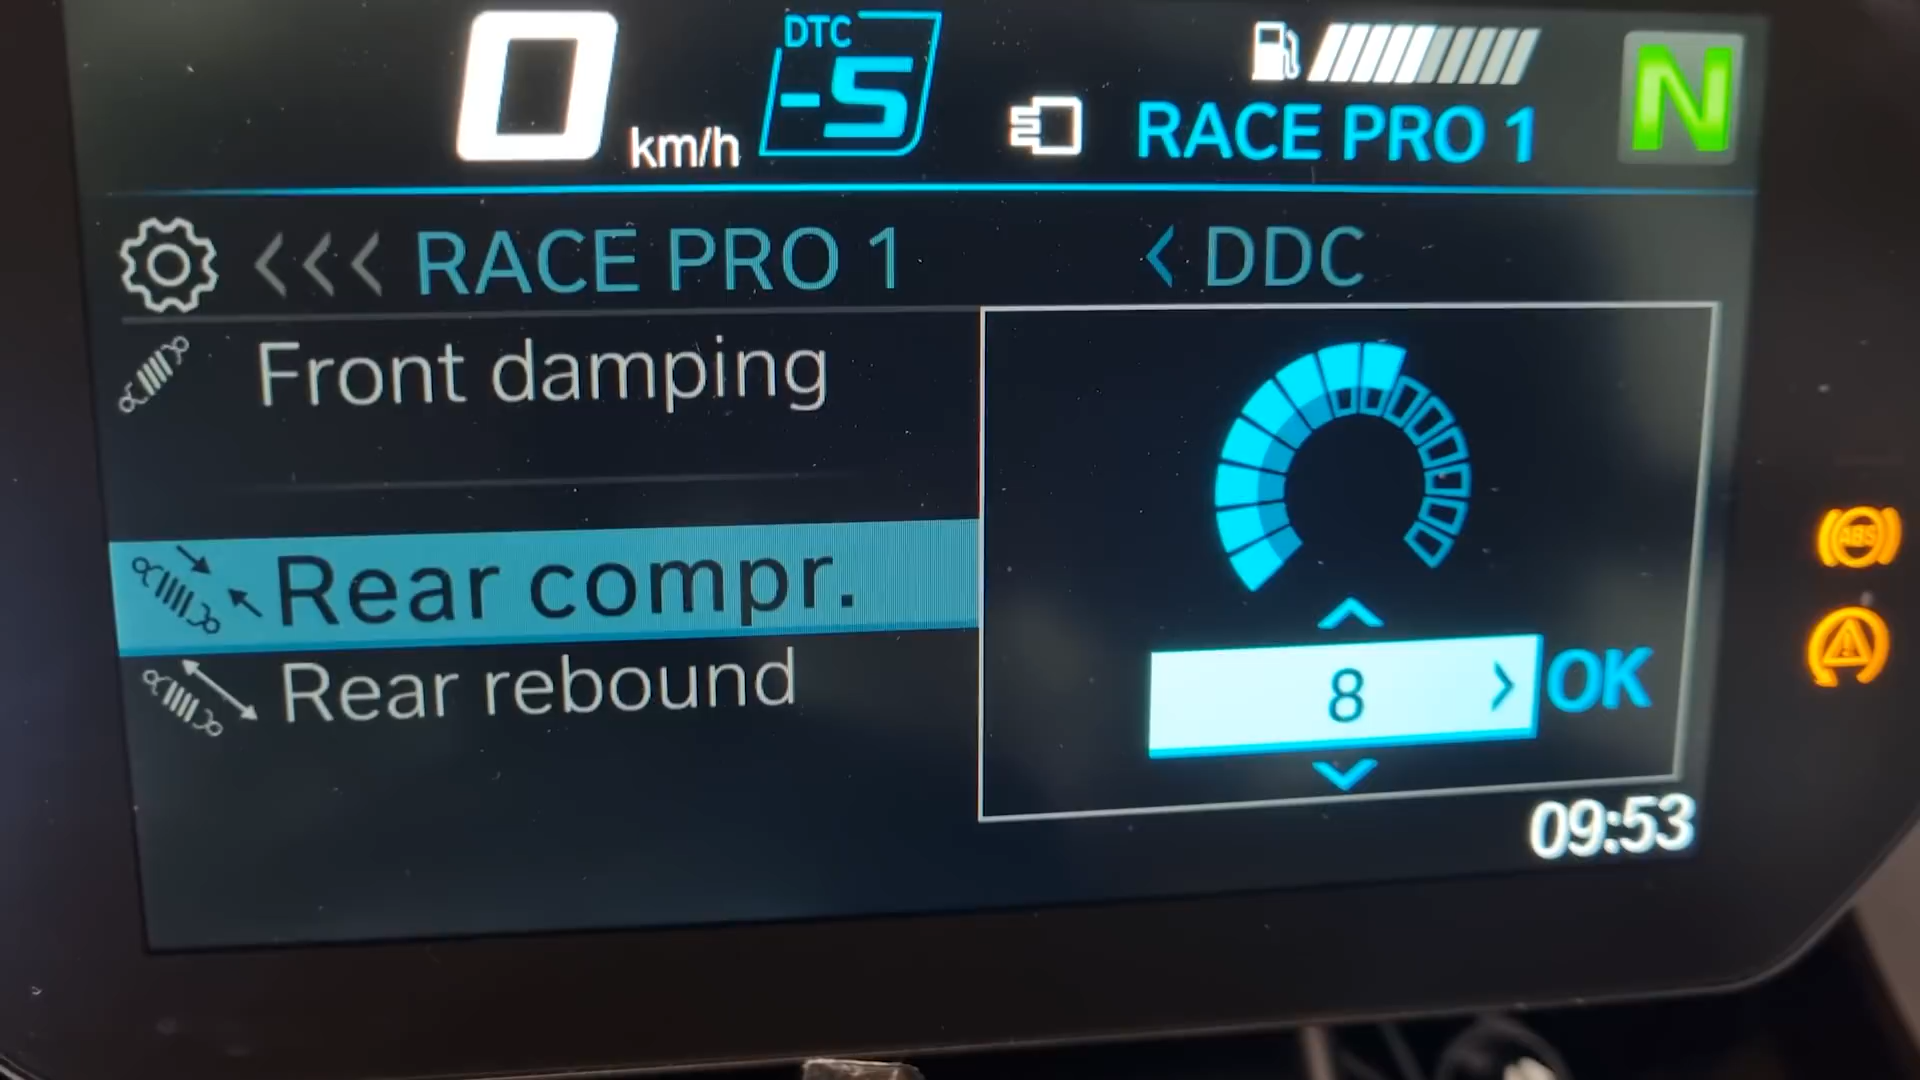 0 km/h
DTC
-5
RACE PRO 1
N
RACE PRO 1
DDC
Front damping
Rear compr.
Rear rebound
8
OK
09:53
ABS